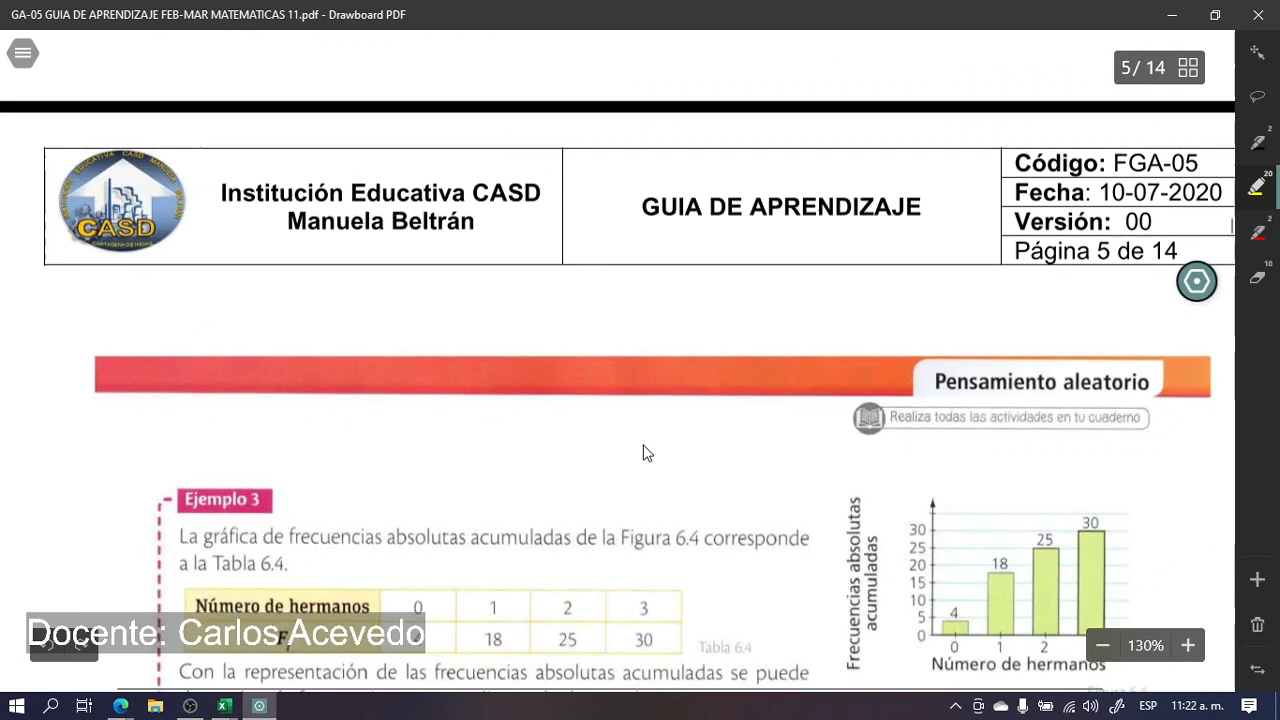 GA-05 GUIA DE APRENDIZAJE FEB-MAR MATEMATICAS 11.pdf - Drawboard PDF
5 / 14
Institución Educativa CASD
Manuela Beltrán
GUIA DE APRENDIZAJE
Código: FGA-05
Fecha: 10-07-2020
Versión: 00
Página 5 de 14
CASD
Pensamiento aleatorio
Realiza todas las actividades en tu cuaderno
Ejemplo 3
La gráfica de frecuencias absolutas acumuladas de la Figura 6.4 corresponde
a la Tabla 6.4.
Número de hermanos 0 1 2 3
18 25 30
Tabla 6.4
Con la representación de las frecuencias absolutas acumuladas se puede
Frecuencias absolutas
acumuladas
30
25
20
15
10
5
0
4
18
25
30
0 1 2
Número de hermanos
Docente: Carlos Acevedo
130%
2
20
2
10
ESP
11:22 a. m.